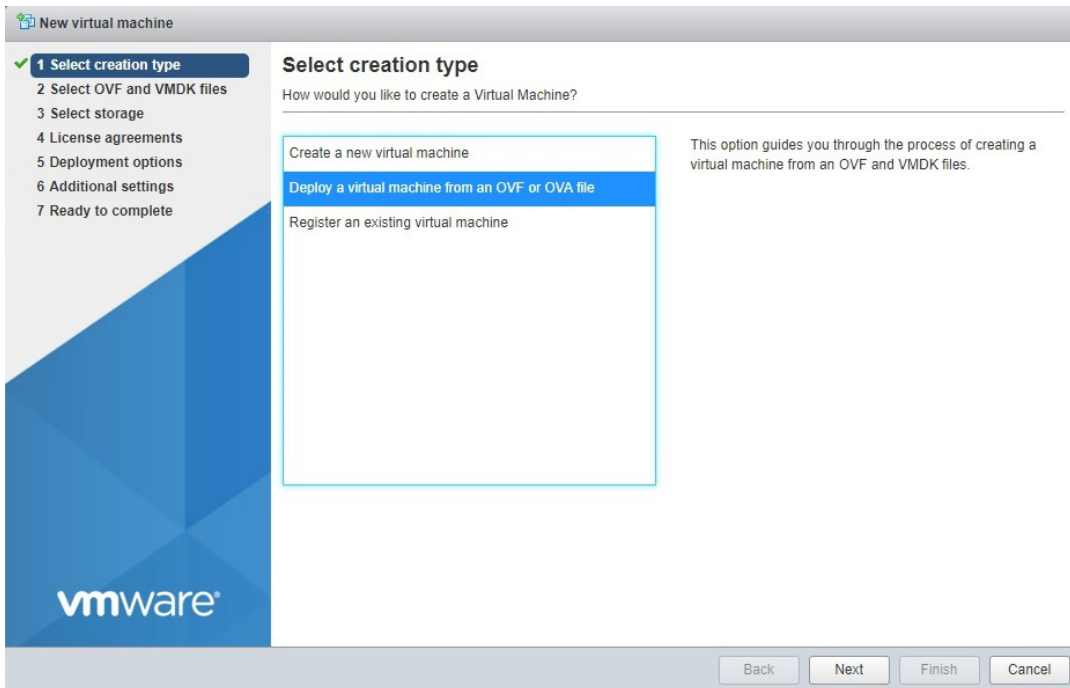 New virtual machine
1 Select creation type
2 Select OVF and VMDK files
3 Select storage
4 License agreements
5 Deployment options
6 Additional settings
7 Ready to complete
vmware®
Select creation type
How would you like to create a Virtual Machine?
Create a new virtual machine
Deploy a virtual machine from an OVF or OVA file
Register an existing virtual machine
This option guides you through the process of creating a
virtual machine from an OVF and VMDK files.
Back Next Finish Cancel